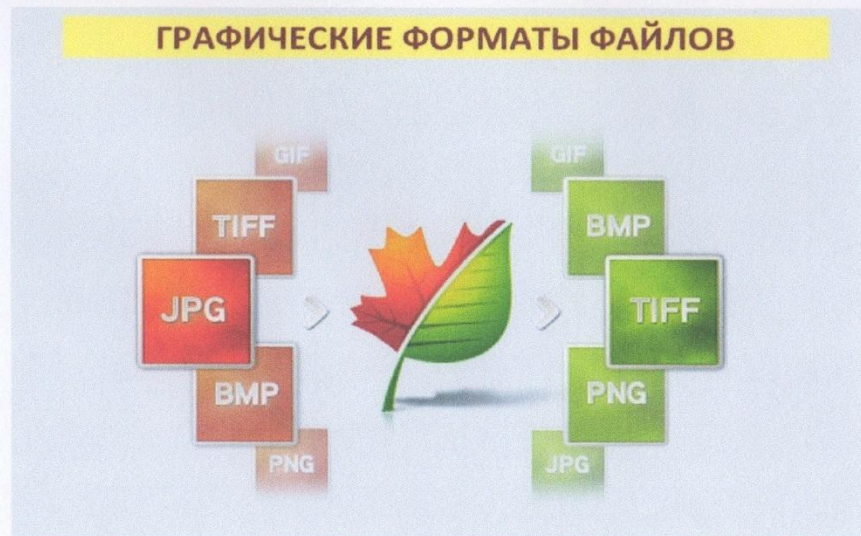 ГРАФИЧЕСКИЕ ФОРМАТЫ ФАЙЛОВ
GIF
TIFF
JPG
BMP
PNG
GIF
BMP
TIFF
PNG
JPG